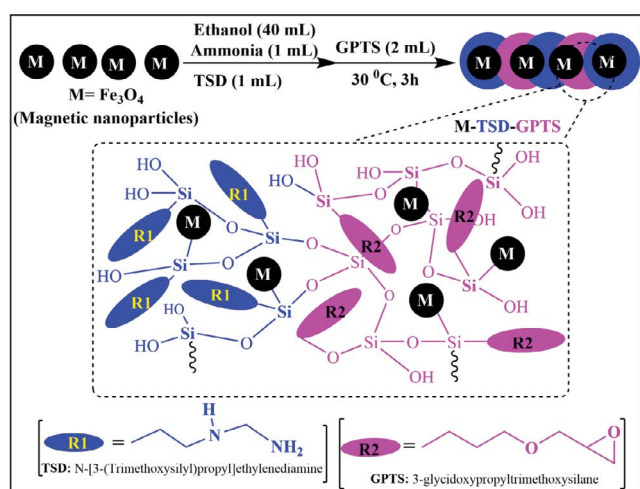 Ethanol (40 mL)
Ammonia (1 mL)
GPTS (2 mL)
M M M M
M M M M
TSD (1 mL)
30 ⁰C, 3h
M= Fe₃O₄
(Magnetic nanoparticles)
M-TSD-GPTS
HO HO O O
HO Si R1 HO HO Si Si
Si O M OH
R1 M O Si O R2 O Si R2 OH
HO Si O Si M
M O O Si
R1 R1 HO Si O M OH
HO Si O R2 O Si O Si R2
OH
R1 = H
N
NH₂
TSD: N-[3-(Trimethoxysilyl)propyl]ethylenediamine
R2 = O O
GPTS: 3-glycidoxypropyltrimethoxysilane